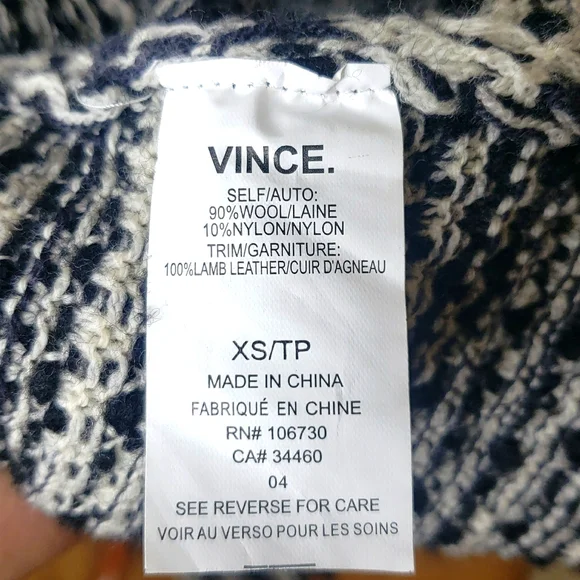 VINCE.
SELF/AUTO:
90%WOOL/LAINE
10%NYLON/NYLON
TRIM/GARNITURE:
100%LAMB LEATHER/CUIR D'AGNEAU
XS/TP
MADE IN CHINA
FABRIQUÉ EN CHINE
RN# 106730
CA# 34460
04
SEE REVERSE FOR CARE
VOIR AU VERSO POUR LES SOINS